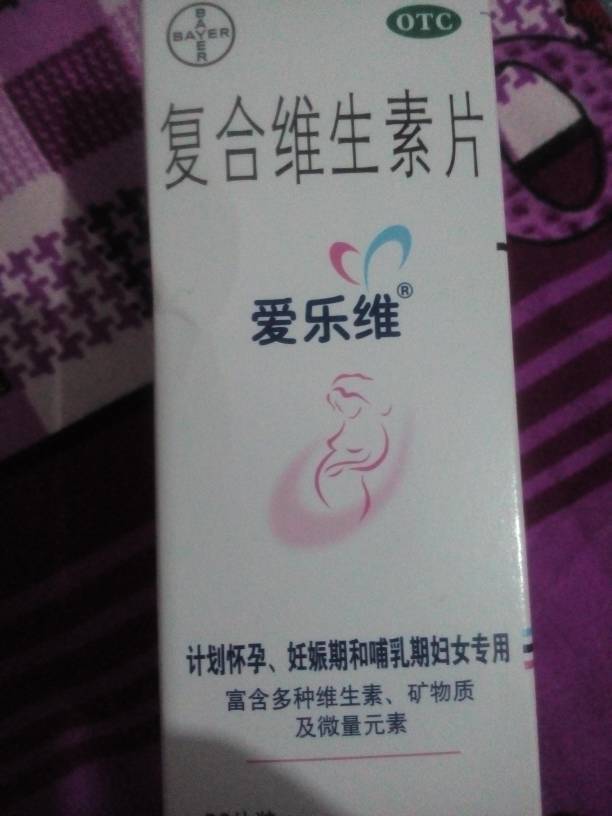 BAYER
BAYER
OTC
复合维生素片
爱乐维®
计划怀孕、妊娠期和哺乳期妇女专用
富含多种维生素、矿物质
及微量元素